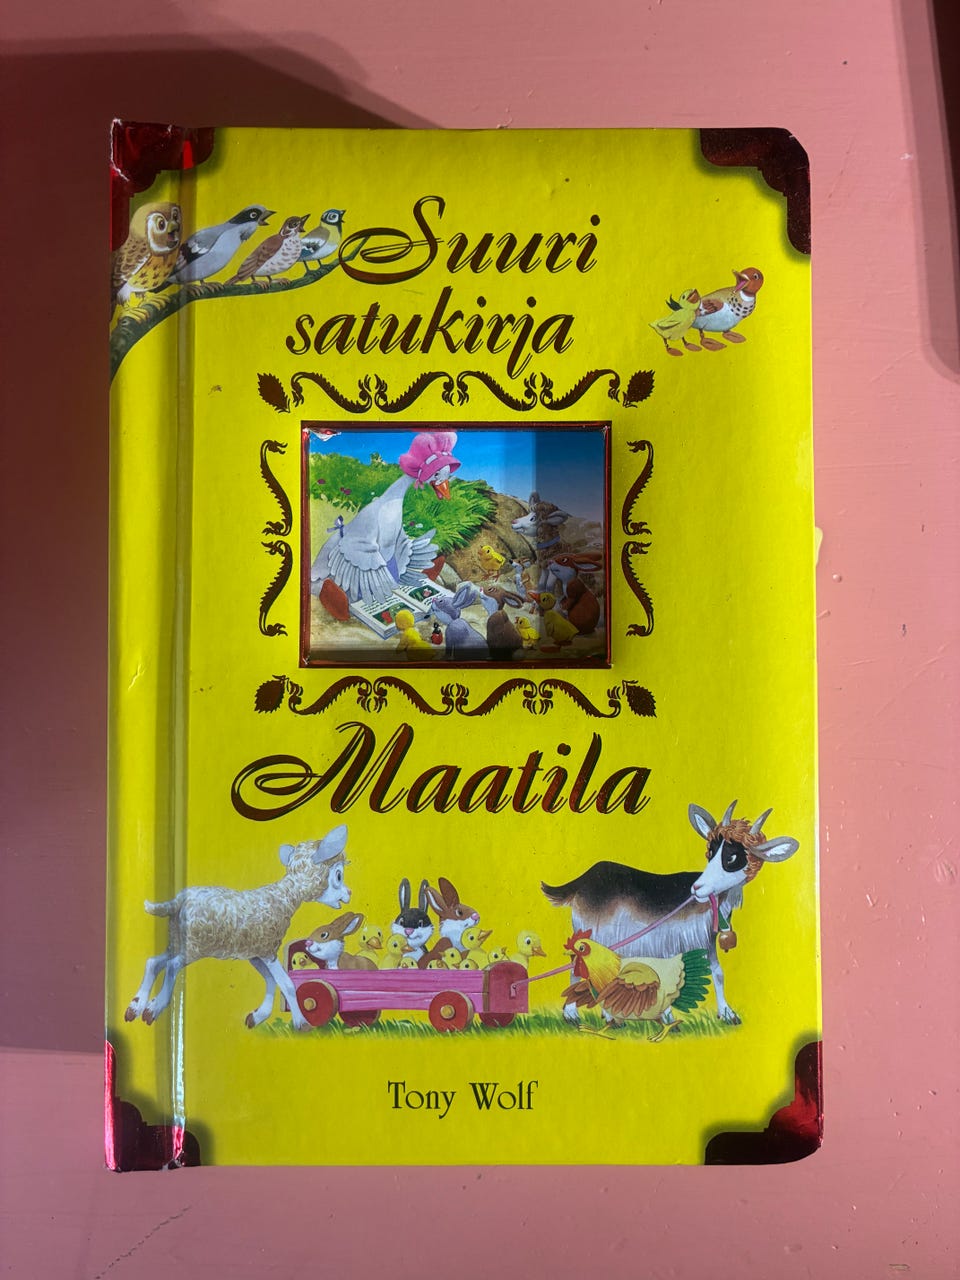 Suuri
satukirja
Maatila
Tony Wolf